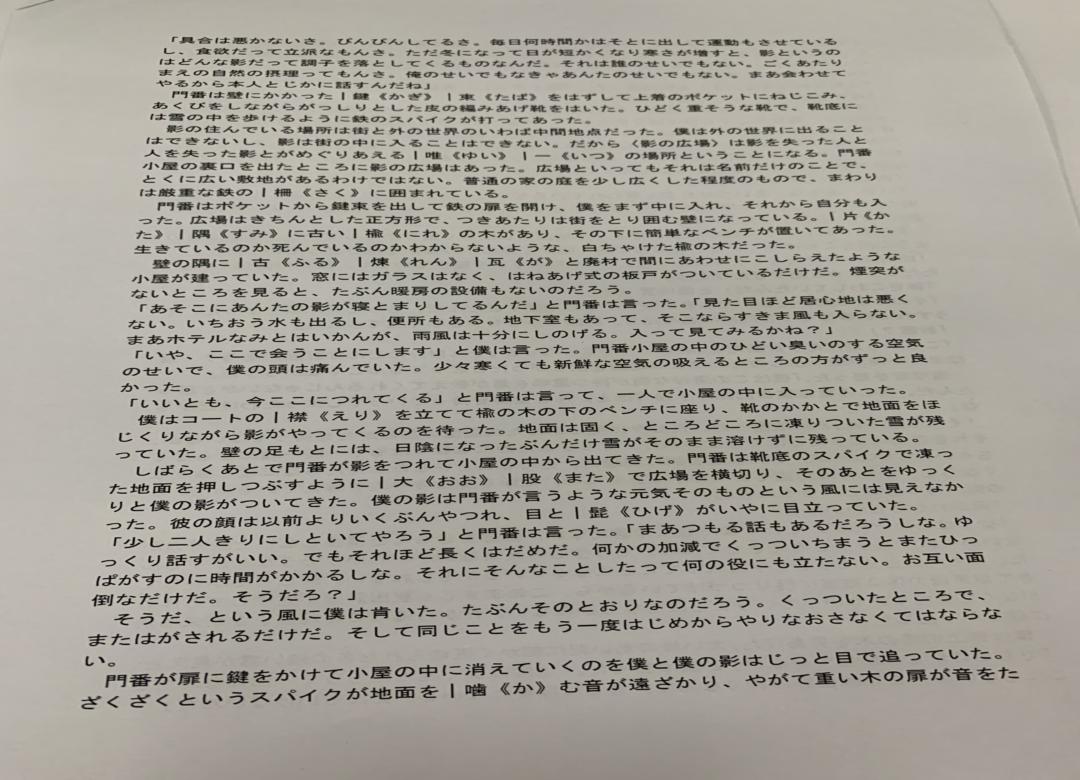 「具合は悪かないさ。ぴんぴんしてるさ。毎日何時間かはそとに出して運動もさせている
し、食欲だって立派なもんさ。ただ冬になって日が短かくなり寒さが増すと、影というの
はどんな影だって調子を落としてくるものなんだ。それは誰のせいでもない。ごくあたり
まえの自然の摂理ってもんさ。俺のせいでもなきゃあんたのせいでもない。まあ会わせて
やるから本人とじかに話すんだね」
門番は壁にかかった|鍵《かぎ》|束《たば》をはずして上着のポケットにねじこみ、
あくびをしながらがっしりとした皮の編みあげ靴をはいた。ひどく重そうな靴で、靴底に
は雪の中を歩けるように鉄のスパイクが打ってあった。
影の住んでいる場所は街と外の世界のいわば中間地点だった。僕は外の世界に出ること
はできないし、影は街の中に入ることはできない。だから〈影の広場〉は影を失った人と
人を失った影とがめぐりあえる|唯《ゆい》|一《いつ》の場所ということになる。門番
小屋の裏口を出たところに影の広場はあった。広場といってもそれは名前だけのことで、
とくに広い敷地があるわけではない。普通の家の庭を少し広くした程度のもので、まわり
は厳重な鉄の|柵《さく》に囲まれている。
門番はポケットから鍵束を出して鉄の扉を開け、僕をまず中に入れ、それから自分も入
った。広場はきちんとした正方形で、つきあたりは街をとり囲む壁になっている。|片《か
た》|隅《すみ》に古い|楡《にれ》の木があり、その下に簡単なベンチが置いてあった。
生きているのか死んでいるのかわからないような、白ちゃけた楡の木だった。
壁の隅に|古《ふる》|煉《れん》|瓦《が》と廃材で間にあわせにこしらえたような
小屋が建っていた。窓にはガラスはなく、はねあげ式の板戸がついているだけだ。煙突が
ないところを見ると、たぶん暖房の設備もないのだろう。
「あそこにあんたの影が寝とまりしてるんだ」と門番は言った。「見た目ほど居心地は悪く
ない。いちおう水も出るし、便所もある。地下室もあって、そこならすきま風も入らない。
まあホテルなみとはいかんが、雨風は十分にしのげる。入って見てみるかね？」
「いや、ここで会うことにします」と僕は言った。門番小屋の中のひどい臭いのする空気
のせいで、僕の頭は痛んでいた。少々寒くても新鮮な空気の吸えるところの方がずっと良
かった。
「いいとも、今ここにつれてくる」と門番は言って、一人で小屋の中に入っていった。
僕はコートの|襟《えり》を立てて楡の木の下のベンチに座り、靴のかかとで地面をほ
じくりながら影がやってくるのを待った。地面は固く、ところどころに凍りついた雪が残
っていた。壁の足もとには、日陰になったぶんだけ雪がそのまま溶けずに残っている。
しばらくあとで門番が影をつれて小屋の中から出てきた。門番は靴底のスパイクで凍っ
た地面を押しつぶすように|大《おお》|股《また》で広場を横切り、そのあとをゆっく
りと僕の影がついてきた。僕の影は門番が言うような元気そのものという風には見えなか
った。彼の顔は以前よりいくぶんやつれ、目と|髭《ひげ》がいやに目立っていた。
「少し二人きりにしといてやろう」と門番は言った。「まあつもる話もあるだろうしな。ゆ
っくり話すがいい。でもそれほど長くはだめだ。何かの加減でくっついちまうとまたひっ
ぱがすのに時間がかかるしな。それにそんなことしたって何の役にも立たない。お互い面
倒なだけだ。そうだろ？」
そうだ、という風に僕は肯いた。たぶんそのとおりなのだろう。くっついたところで、
またはがされるだけだ。そして同じことをもう一度はじめからやりなおさなくてはならな
い。
門番が扉に鍵をかけて小屋の中に消えていくのを僕と僕の影はじっと目で追っていた。
ざくざくというスパイクが地面を|噛《か》む音が遠ざかり、やがて重い木の扉が音をた